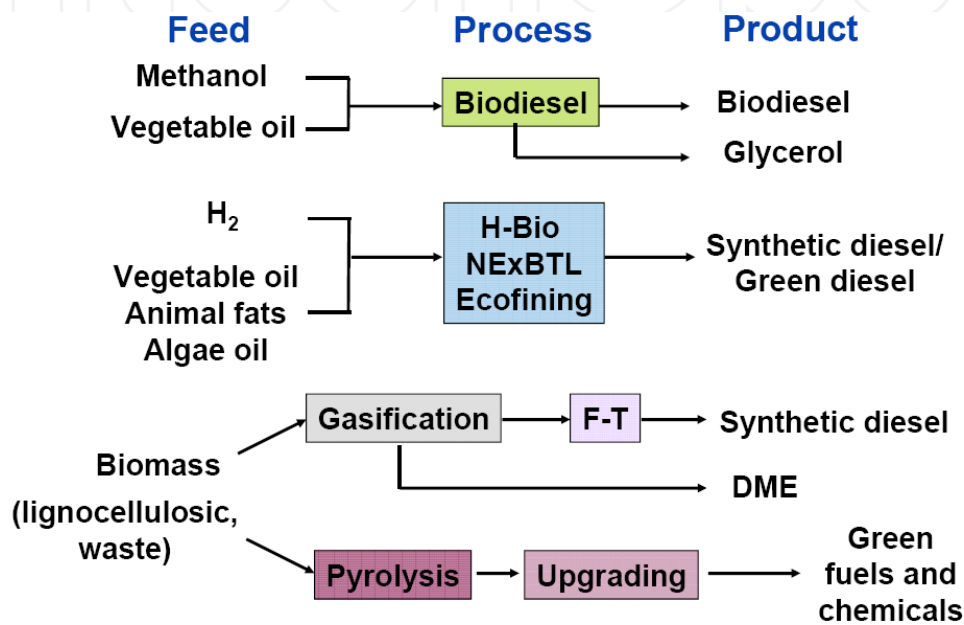 Feed Process Product
Methanol
Vegetable oil
Biodiesel
Biodiesel
Glycerol
H₂
Vegetable oil
Animal fats
Algae oil
H-Bio
NExBTL
Ecofining
Synthetic diesel/
Green diesel
Biomass
(lignocellulosic,
waste)
Gasification
F-T
Synthetic diesel
DME
Pyrolysis
Upgrading
Green
fuels and
chemicals